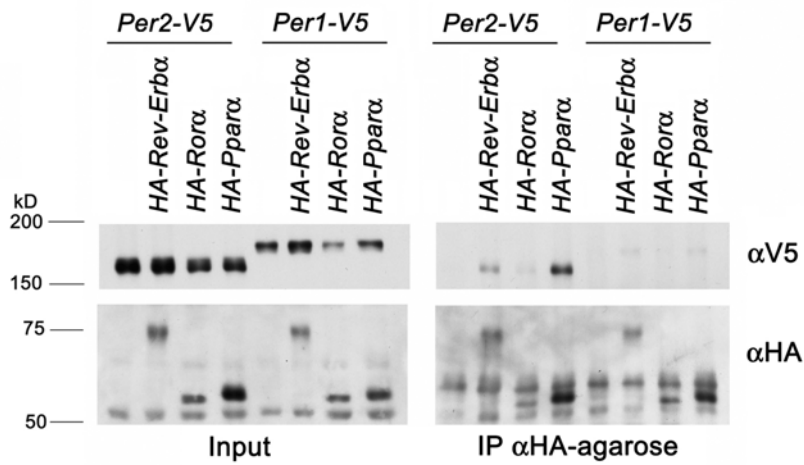 Per2-V5 Per1-V5 Per2-V5 Per1-V5
HA-Rev-Erbα HA-Rorα HA-Pparα HA-Rev-Erbα HA-Rorα HA-Pparα HA-Rev-Erbα HA-Rorα HA-Pparα HA-Rev-Erbα HA-Rorα HA-Pparα
kD
200
αV5
150
75
αHA
50
Input IP αHA-agarose